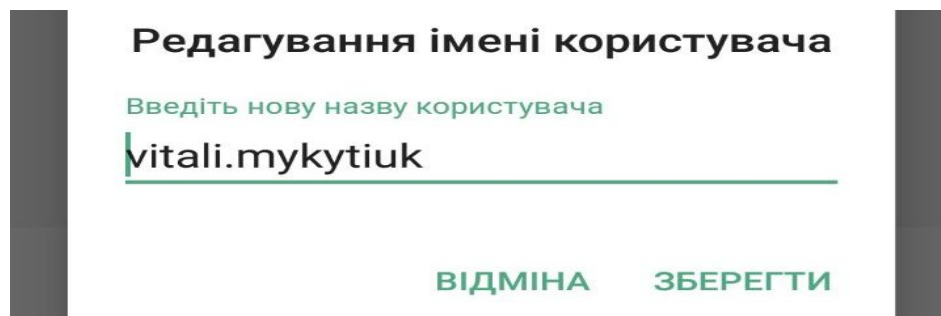 Редагування імені користувача
Введіть нову назву користувача
vitali.mykytiuk
ВІДМІНА ЗБЕРЕГТИ